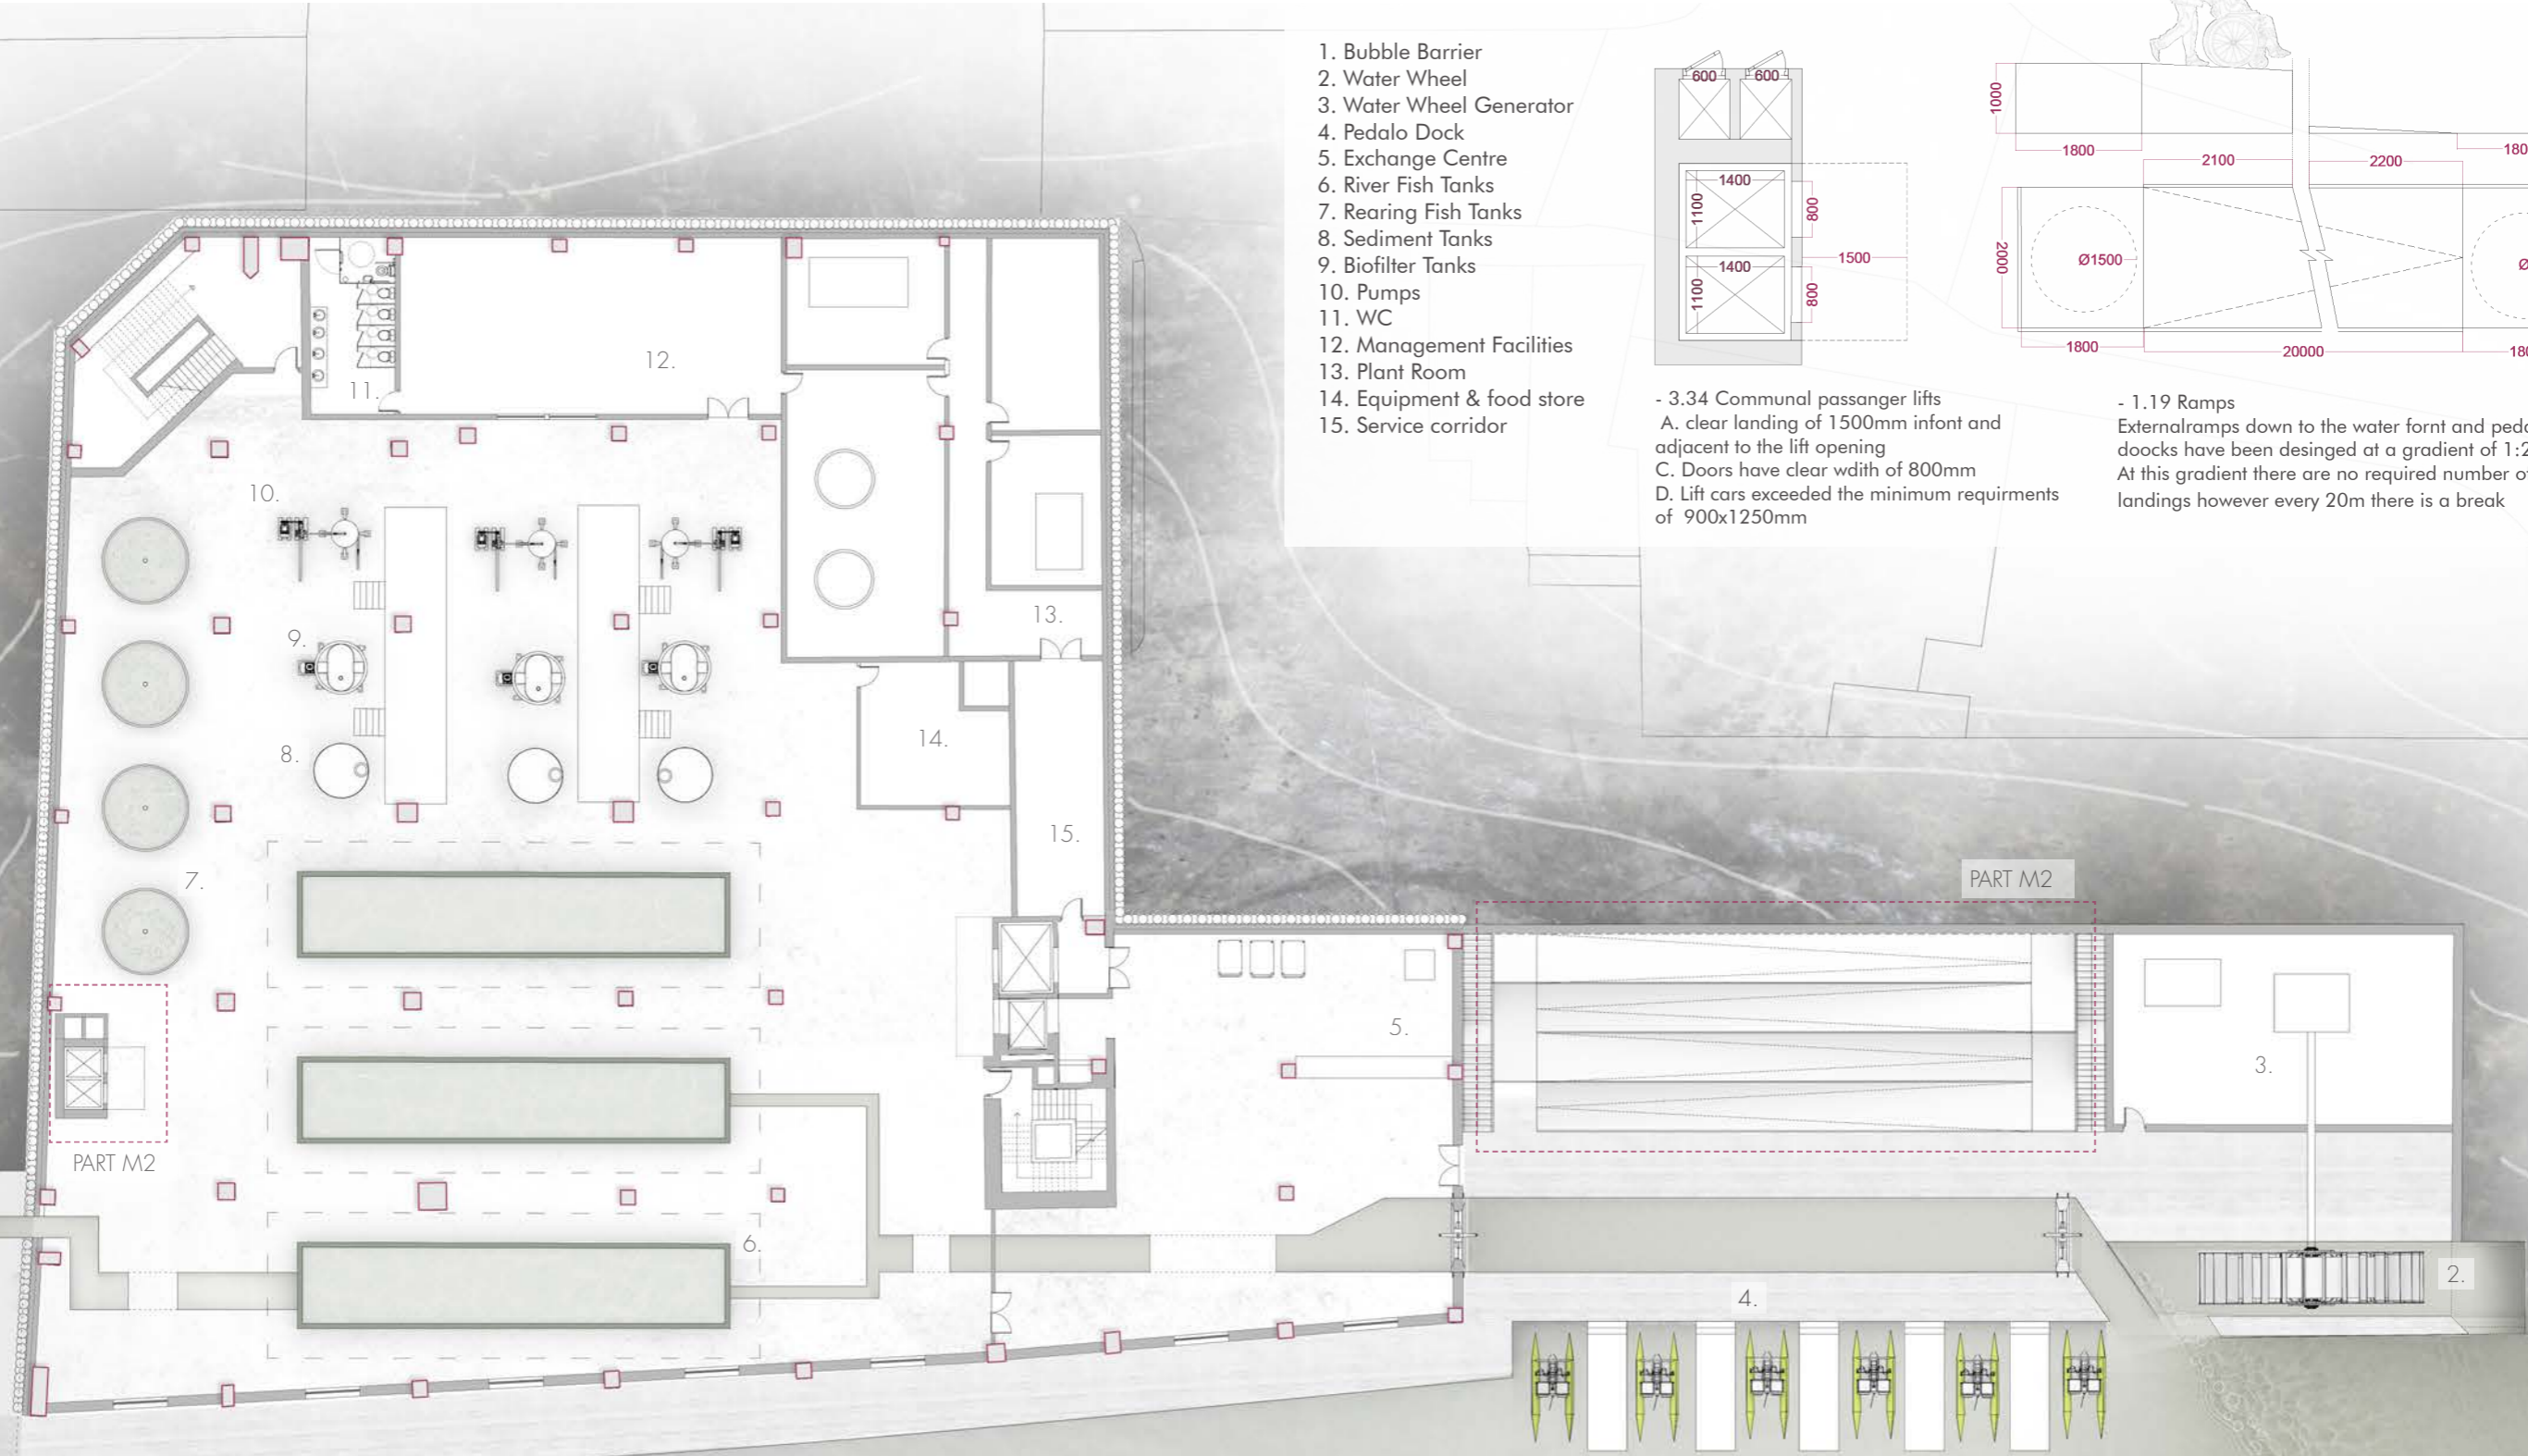 1. Bubble Barrier
2. Water Wheel
3. Water Wheel Generator
4. Pedalo Dock
5. Exchange Centre
6. River Fish Tanks
7. Rearing Fish Tanks
8. Sediment Tanks
9. Biofilter Tanks
10. Pumps
11. WC
12. Management Facilities
13. Plant Room
14. Equipment & food store
15. Service corridor
600 600
1400
1100
800
1500
1400
1100
800
- 3.34 Communal passanger lifts
A. clear landing of 1500mm infont and
adjacent to the lift opening
C. Doors have clear wdith of 800mm
D. Lift cars exceeded the minimum requirments
of 900x1250mm
1000
1800
2100
2200
180
2000
Ø1500
Ø
1800
20000
180
- 1.19 Ramps
Externalramps down to the water fornt and peda
doocks have been desinged at a gradient of 1:2
At this gradient there are no required number of
landings however every 20m there is a break
12.
11.
10.
13.
9.
14.
8.
15.
7.
PART M2
5.
3.
PART M2
6.
2.
4.